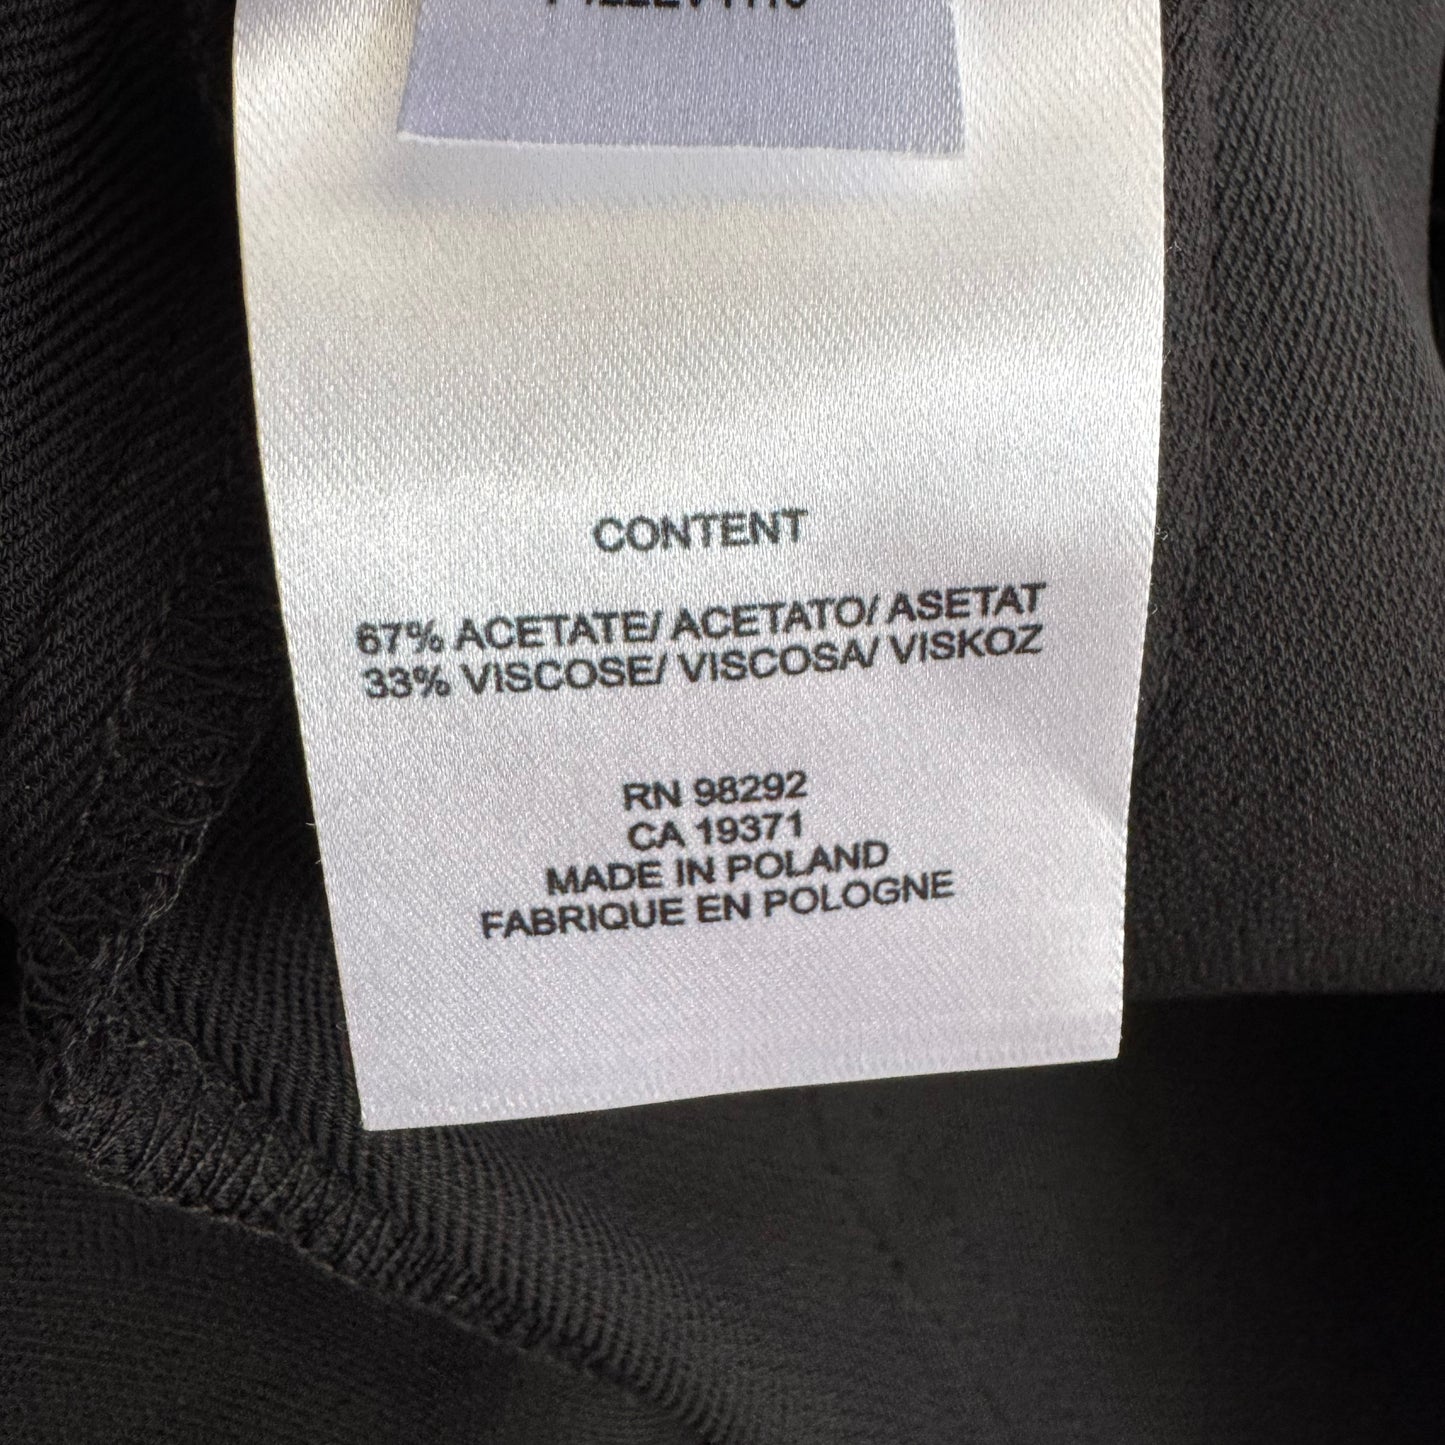 CONTENT
67% ACETATE/ ACETATO/ ASETAT
33% VISCOSE/ VISCOSA/ VISKOZ
RN 98292
CA 19371
MADE IN POLAND
FABRIQUE EN POLOGNE